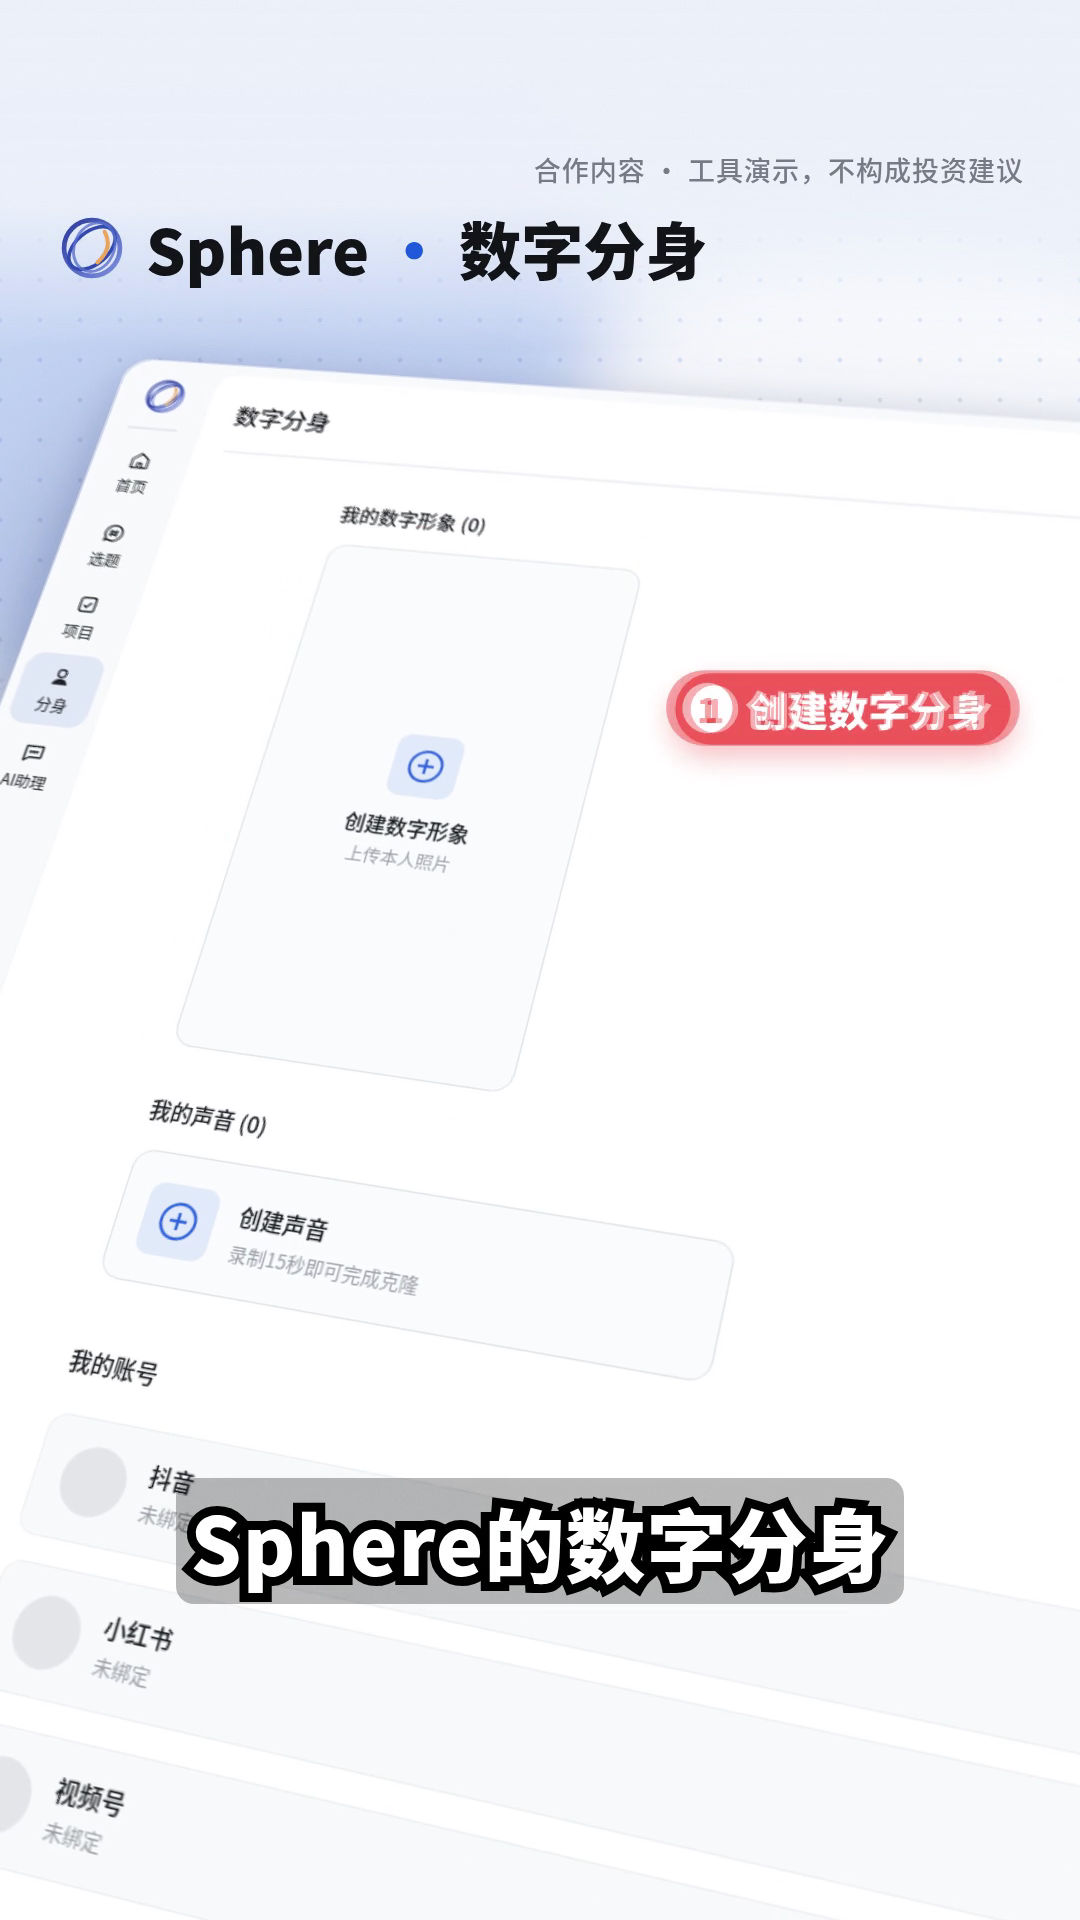 合作内容 • 工具演示，不构成投资建议
Sphere • 数字分身
数字分身
首页
选题
项目
分身
AI助理
我的数字形象 (0)
创建数字形象
上传本人照片
1 创建数字分身
我的声音 (0)
创建声音
录制15秒即可完成克隆
我的账号
抖音
未绑定
Sphere的数字分身
小红书
未绑定
视频号
未绑定